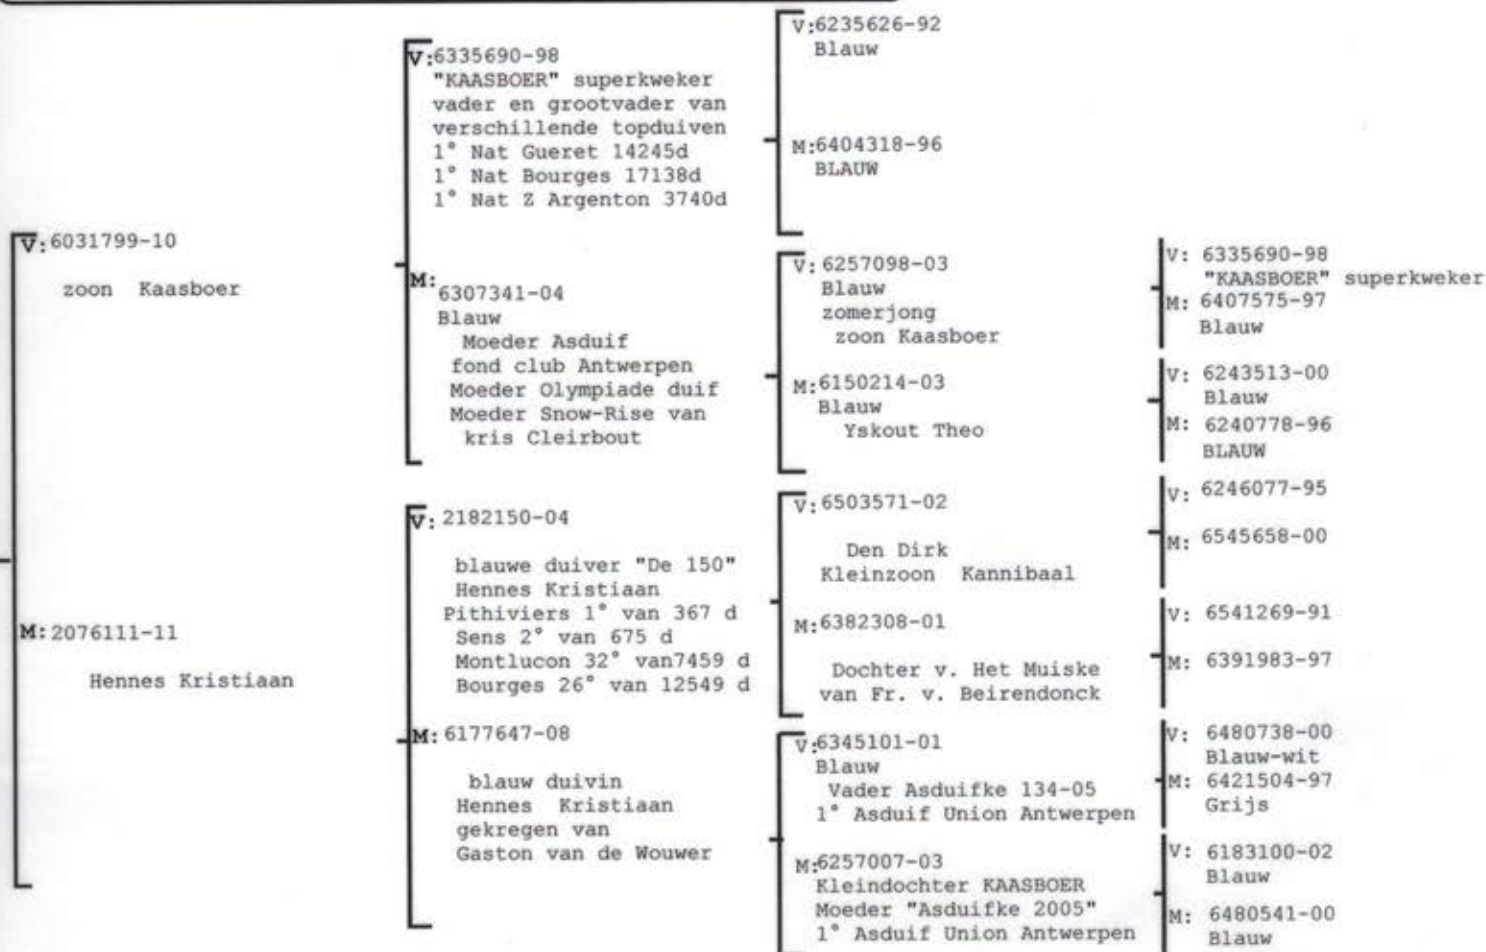 V:6031799-10
zoon Kaasboer
M:2076111-11
Hennes Kristiaan
V:6335690-98
"KAASBOER" superkweker
vader en grootvader van
verschillende topduiven
1° Nat Gueret 14245d
1° Nat Bourges 17138d
1° Nat Z Argenton 3740d
M:
6307341-04
Blauw
Moeder Asduif
fond club Antwerpen
Moeder Olympiade duif
Moeder Snow-Rise van
kris Cleirbout
V: 2182150-04
blauwe duiver "De 150"
Hennes Kristiaan
Pithiviers 1° van 367 d
Sens 2° van 675 d
Montlucon 32° van7459 d
Bourges 26° van 12549 d
M: 6177647-08
blauw duivin
Hennes Kristiaan
gekregen van
Gaston van de Wouwer
V:6235626-92
Blauw
M:6404318-96
BLAUW
V: 6257098-03
Blauw
zomerjong
zoon Kaasboer
M:6150214-03
Blauw
Yskout Theo
V:6503571-02
Den Dirk
Kleinzoon Kannibaal
M:6382308-01
Dochter v. Het Muiske
van Fr. v. Beirendonck
V:6345101-01
Blauw
Vader Asduifke 134-05
1° Asduif Union Antwerpen
M:6257007-03
Kleindochter KAASBOER
Moeder "Asduifke 2005"
1° Asduif Union Antwerpen
V: 6335690-98
"KAASBOER" superkweker
M: 6407575-97
Blauw
V: 6243513-00
Blauw
M: 6240778-96
BLAUW
V: 6246077-95
M: 6545658-00
V: 6541269-91
M: 6391983-97
V: 6480738-00
Blauw-wit
M: 6421504-97
Grijs
V: 6183100-02
Blauw
M: 6480541-00
Blauw